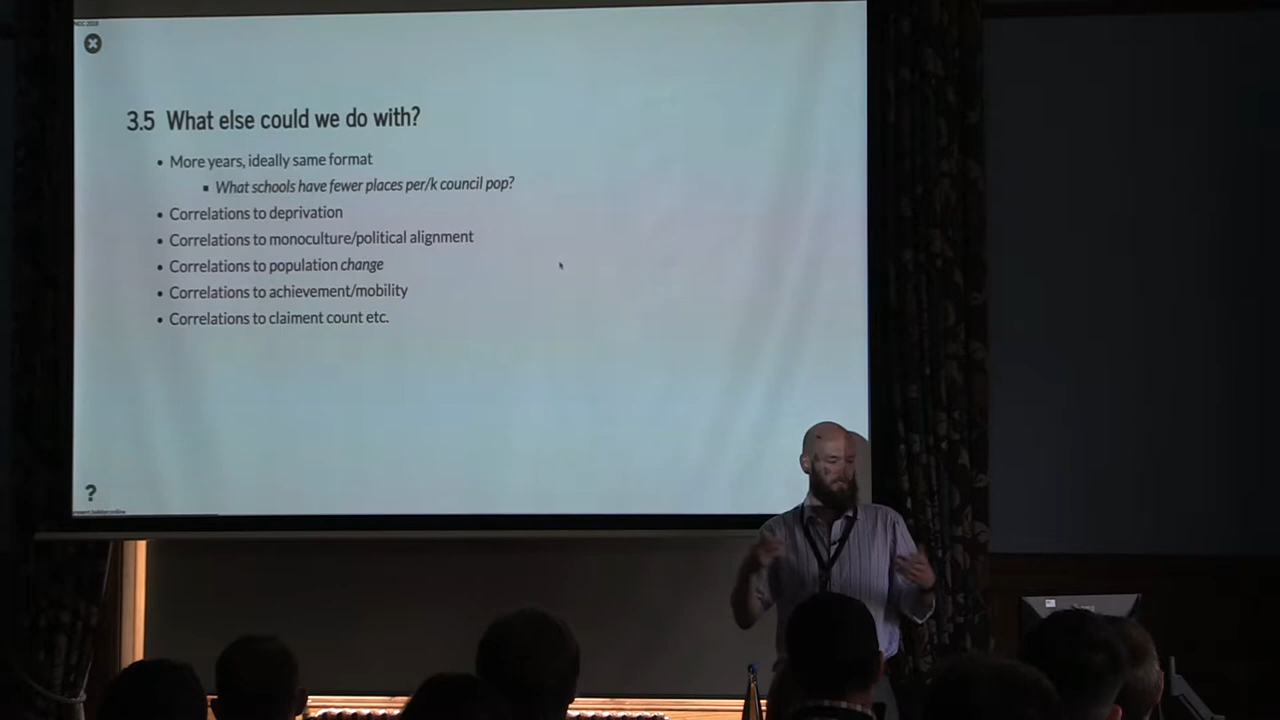 3.5 What else could we do with?
• More years, ideally same format
▪ What schools have fewer places per/k council pop?
• Correlations to deprivation
• Correlations to monoculture/political alignment
• Correlations to population change
• Correlations to achievement/mobility
• Correlations to claiment count etc.
?